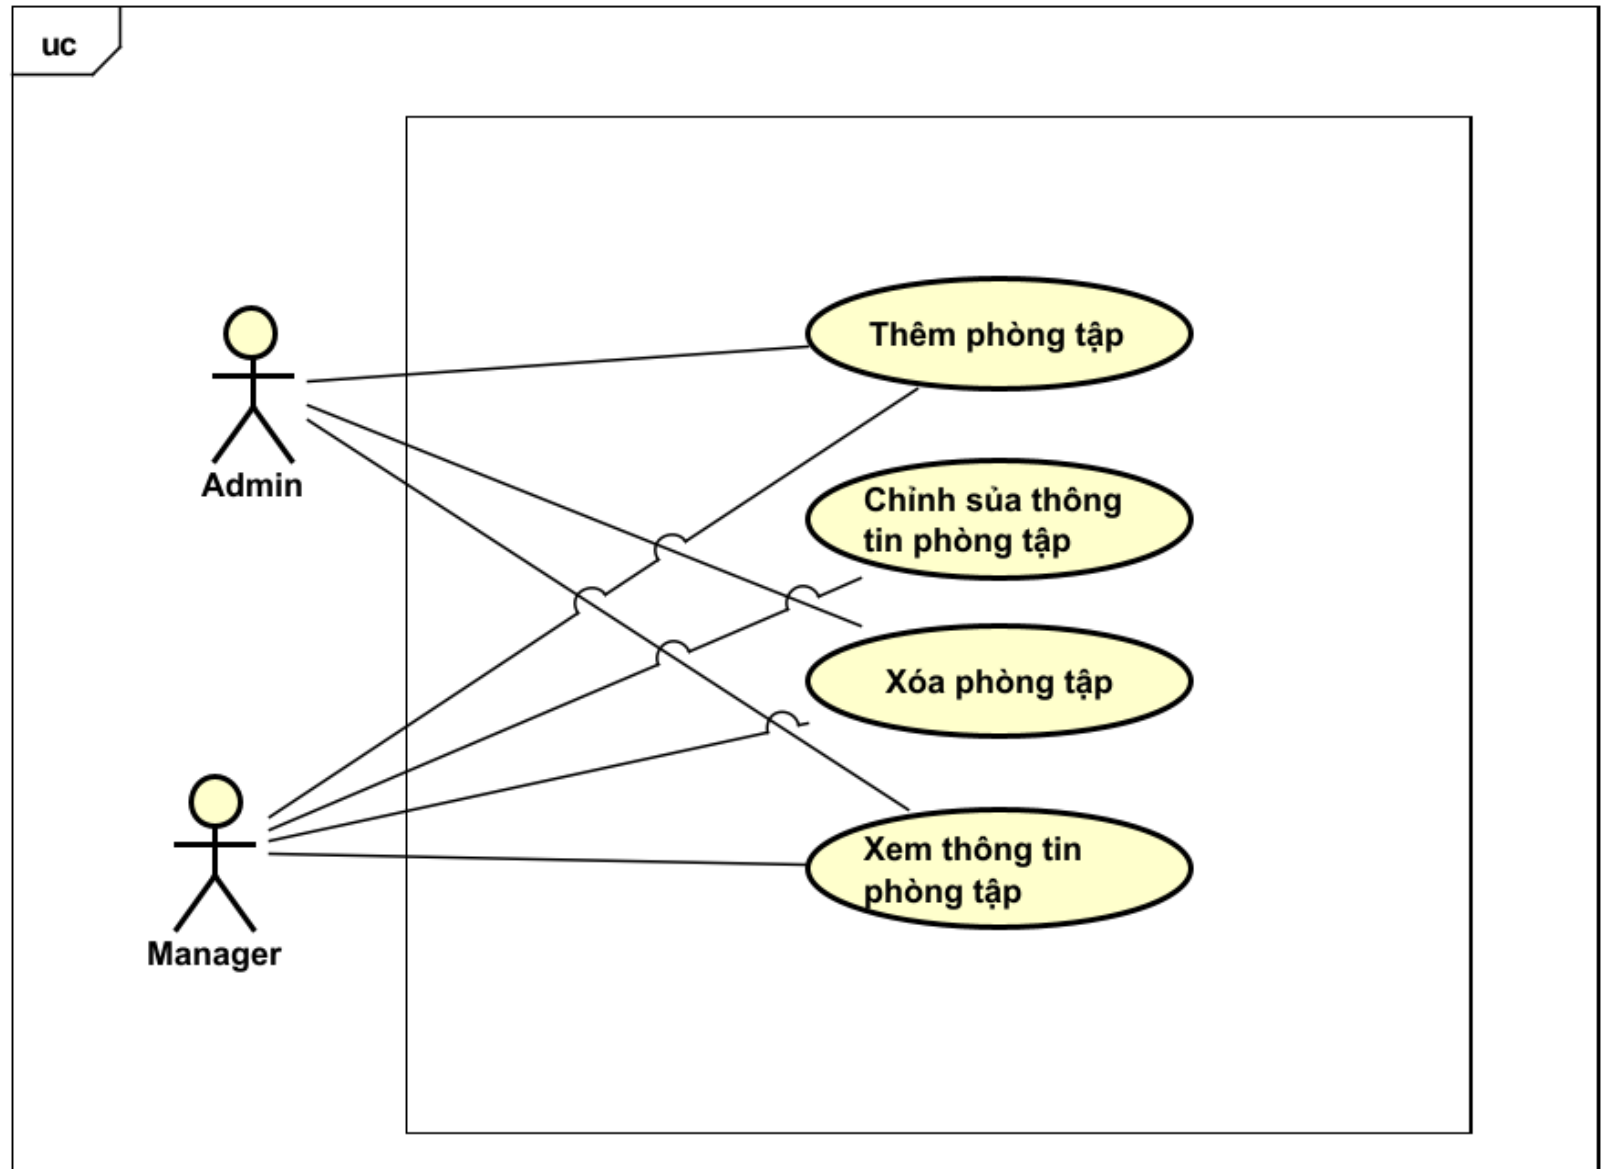 uc
Thêm phòng tập
Admin
Chỉnh sủa thông
tin phòng tập
Xóa phòng tập
Manager
Xem thông tin
phòng tập